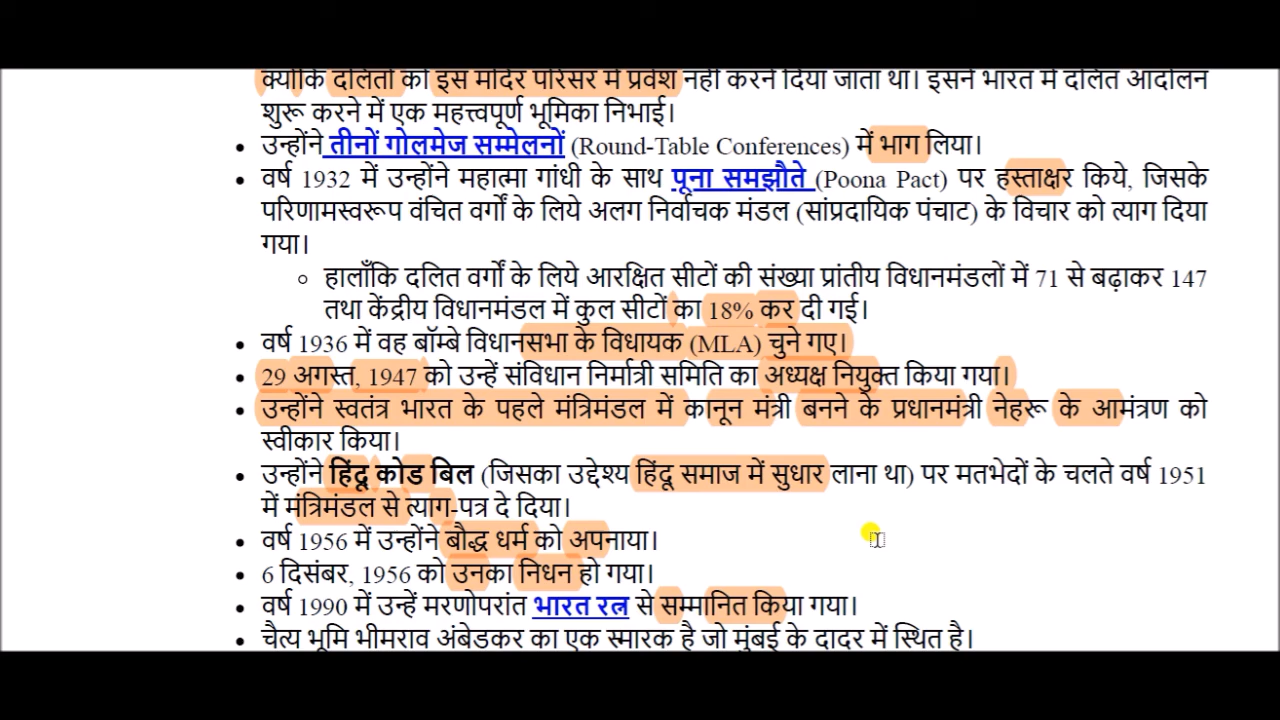 क्योंकि दलितों को इस मंदिर परिसर में प्रवेश नहीं करने दिया जाता था। इसने भारत में दलित आंदोलन
शुरू करने में एक महत्त्वपूर्ण भूमिका निभाई।
• उन्होंने तीनों गोलमेज सम्मेलनों (Round-Table Conferences) में भाग लिया।
• वर्ष 1932 में उन्होंने महात्मा गांधी के साथ पूना समझौते (Poona Pact) पर हस्ताक्षर किये, जिसके
परिणामस्वरूप वंचित वर्गों के लिये अलग निर्वाचक मंडल (सांप्रदायिक पंचाट) के विचार को त्याग दिया
गया।
○ हालाँकि दलित वर्गों के लिये आरक्षित सीटों की संख्या प्रांतीय विधानमंडलों में 71 से बढ़ाकर 147
तथा केंद्रीय विधानमंडल में कुल सीटों का 18% कर दी गई।
• वर्ष 1936 में वह बॉम्बे विधानसभा के विधायक (MLA) चुने गए।
• 29 अगस्त, 1947 को उन्हें संविधान निर्मात्री समिति का अध्यक्ष नियुक्त किया गया।
• उन्होंने स्वतंत्र भारत के पहले मंत्रिमंडल में कानून मंत्री बनने के प्रधानमंत्री नेहरू के आमंत्रण को
स्वीकार किया।
• उन्होंने हिंदू कोड बिल (जिसका उद्देश्य हिंदू समाज में सुधार लाना था) पर मतभेदों के चलते वर्ष 1951
में मंत्रिमंडल से त्याग-पत्र दे दिया।
• वर्ष 1956 में उन्होंने बौद्ध धर्म को अपनाया।
• 6 दिसंबर, 1956 को उनका निधन हो गया।
• वर्ष 1990 में उन्हें मरणोपरांत भारत रत्न से सम्मानित किया गया।
• चैत्य भूमि भीमराव अंबेडकर का एक स्मारक है जो मुंबई के दादर में स्थित है।